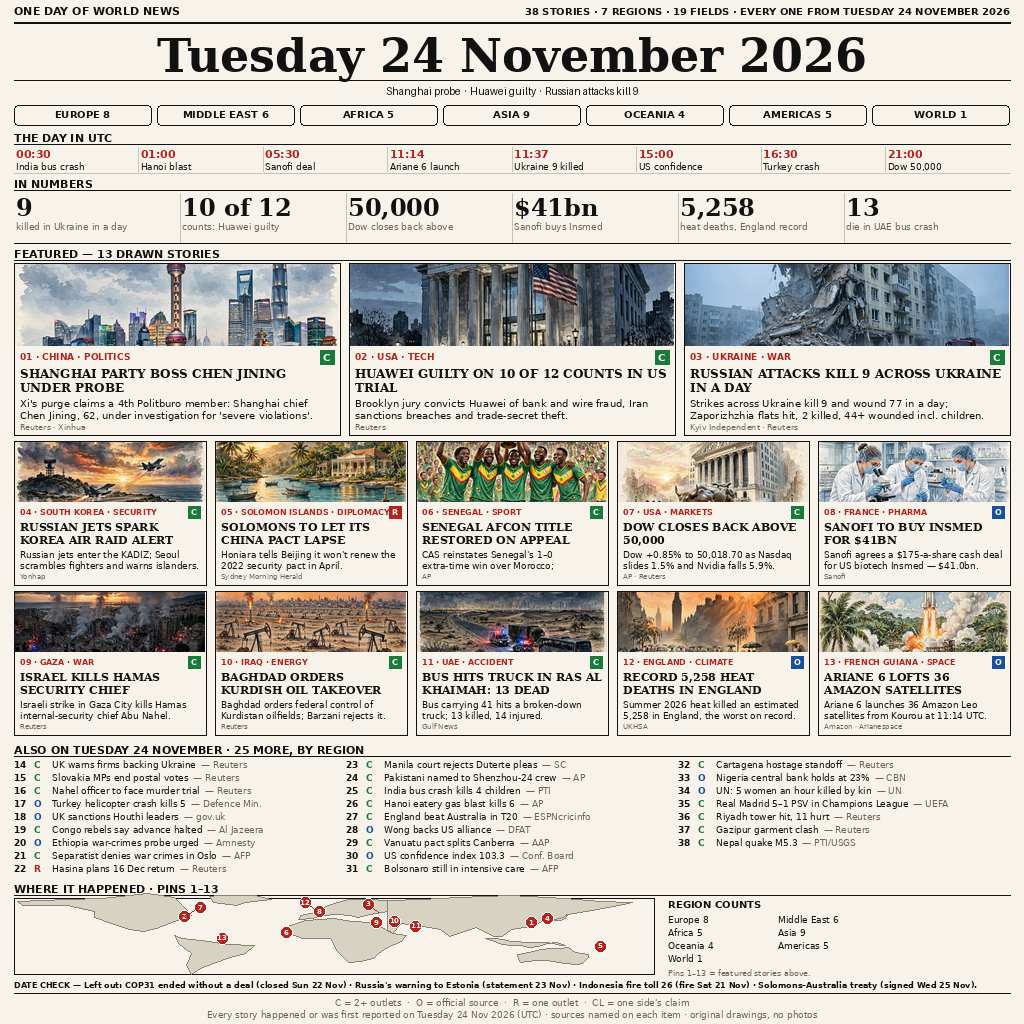 ONE DAY OF WORLD NEWS
38 STORIES · 7 REGIONS · 19 FIELDS · EVERY ONE FROM TUESDAY 24 NOVEMBER 2026
Tuesday 24 November 2026
Shanghai probe · Huawei guilty · Russian attacks kill 9
EUROPE 8
MIDDLE EAST 6
AFRICA 5
ASIA 9
OCEANIA 4
AMERICAS 5
WORLD 1
THE DAY IN UTC
00:30
India bus crash
01:00
Hanoi blast
05:30
Sanofi deal
11:14
Ariane 6 launch
11:37
Ukraine 9 killed
15:00
US confidence
16:30
Turkey crash
21:00
Dow 50,000
IN NUMBERS
9
killed in Ukraine in a day
10 of 12
counts: Huawei guilty
50,000
Dow closes back above
$41bn
Sanofi buys Insmed
5,258
heat deaths, England record
13
die in UAE bus crash
FEATURED — 13 DRAWN STORIES
01 · CHINA · POLITICS
C
SHANGHAI PARTY BOSS CHEN JINING
UNDER PROBE
Xi's purge claims a 4th Politburo member: Shanghai chief
Chen Jining, 62, under investigation for 'severe violations'.
Reuters · Xinhua
02 · USA · TECH
C
HUAWEI GUILTY ON 10 OF 12 COUNTS IN US
TRIAL
Brooklyn jury convicts Huawei of bank and wire fraud, Iran
sanctions breaches and trade-secret theft.
Reuters
03 · UKRAINE · WAR
C
RUSSIAN ATTACKS KILL 9 ACROSS UKRAINE
IN A DAY
Strikes across Ukraine kill 9 and wound 77 in a day;
Zaporizhzhia flats hit, 2 killed, 44+ wounded incl. children.
Kyiv Independent · Reuters
04 · SOUTH KOREA · SECURITY
C
RUSSIAN JETS SPARK
KOREA AIR RAID ALERT
Russian jets enter the KADIZ; Seoul
scrambles fighters and warns islanders.
Yonhap
05 · SOLOMON ISLANDS · DIPLOMACY
R
SOLOMONS TO LET ITS
CHINA PACT LAPSE
Honiara tells Beijing it won't renew the
2022 security pact in April.
Sydney Morning Herald
06 · SENEGAL · SPORT
C
SENEGAL AFCON TITLE
RESTORED ON APPEAL
CAS reinstates Senegal's 1–0
extra-time win over Morocco;
AP
07 · USA · MARKETS
C
DOW CLOSES BACK ABOVE
50,000
Dow +0.85% to 50,018.70 as Nasdaq
slides 1.5% and Nvidia falls 5.9%.
AP · Reuters
08 · FRANCE · PHARMA
O
SANOFI TO BUY INSMED
FOR $41BN
Sanofi agrees a $175-a-share cash deal
for US biotech Insmed — $41.0bn.
Sanofi
09 · GAZA · WAR
C
ISRAEL KILLS HAMAS
SECURITY CHIEF
Israeli strike in Gaza City kills Hamas
internal-security chief Abu Nahel.
Reuters
10 · IRAQ · ENERGY
C
BAGHDAD ORDERS
KURDISH OIL TAKEOVER
Baghdad orders federal control of
Kurdistan oilfields; Barzani rejects it.
Reuters
11 · UAE · ACCIDENT
C
BUS HITS TRUCK IN RAS AL
KHAIMAH: 13 DEAD
Bus carrying 41 hits a broken-down
truck; 13 killed, 14 injured.
Gulf News
12 · ENGLAND · CLIMATE
O
RECORD 5,258 HEAT
DEATHS IN ENGLAND
Summer 2026 heat killed an estimated
5,258 in England, the worst on record.
UKHSA
13 · FRENCH GUIANA · SPACE
O
ARIANE 6 LOFTS 36
AMAZON SATELLITES
Ariane 6 launches 36 Amazon Leo
satellites from Kourou at 11:14 UTC.
Amazon · Arianespace
ALSO ON TUESDAY 24 NOVEMBER · 25 MORE, BY REGION
14 C UK warns firms backing Ukraine — Reuters
15 C Slovakia MPs end postal votes — Reuters
16 C Nahel officer to face murder trial — Reuters
17 O Turkey helicopter crash kills 5 — Defence Min.
18 O UK sanctions Houthi leaders — gov.uk
19 C Congo rebels say advance halted — Al Jazeera
20 O Ethiopia war-crimes probe urged — Amnesty
21 C Separatist denies war crimes in Oslo — AFP
22 R Hasina plans 16 Dec return — Reuters
23 C Manila court rejects Duterte pleas — SC
24 C Pakistani named to Shenzhou-24 crew — AP
25 C India bus crash kills 4 children — PTI
26 C Hanoi eatery gas blast kills 6 — AP
27 C England beat Australia in T20 — ESPNcricinfo
28 O Wong backs US alliance — DFAT
29 C Vanuatu pact splits Canberra — AAP
30 O US confidence index 103.3 — Conf. Board
31 C Bolsonaro still in intensive care — AFP
32 C Cartagena hostage standoff — Reuters
33 O Nigeria central bank holds at 23% — CBN
34 O UN: 5 women an hour killed by kin — UN
35 C Real Madrid 5–1 PSV in Champions League — UEFA
36 C Riyadh tower hit, 11 hurt — Reuters
37 C Gazipur garment clash — Reuters
38 C Nepal quake M5.3 — PTI/USGS
WHERE IT HAPPENED · PINS 1–13
12
3
7
8
2
9
10
11
1
4
6
13
5
REGION COUNTS
Europe 8
Middle East 6
Africa 5
Asia 9
Oceania 4
Americas 5
World 1
Pins 1–13 = featured stories above.
DATE CHECK — Left out: COP31 ended without a deal (closed Sun 22 Nov) · Russia's warning to Estonia (statement 23 Nov) · Indonesia fire toll 26 (fire Sat 21 Nov) · Solomons-Australia treaty (signed Wed 25 Nov).
C = 2+ outlets · O = official source · R = one outlet · CL = one side's claim
Every story happened or was first reported on Tuesday 24 Nov 2026 (UTC) · sources named on each item · original drawings, no photos